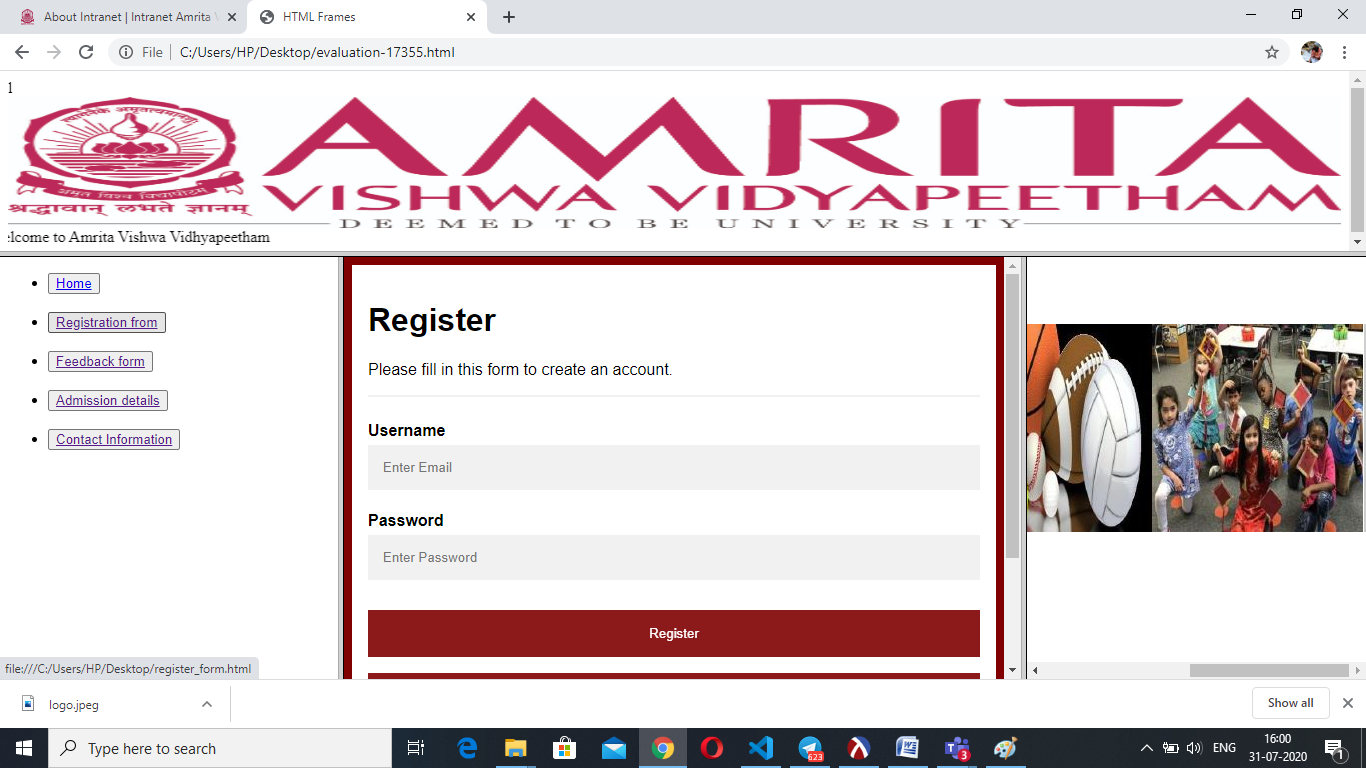 About Intranet | Intranet Amrita
HTML Frames
File
C:/Users/HP/Desktop/evaluation-17355.html
1
AMRITA
VISHWA VIDYAPEETHAM
DEEMED TO BE UNIVERSITY
श्रद्धावान् लभते ज्ञानम्
elcome to Amrita Vishwa Vidhyapeetham
Home
Registration from
Feedback form
Admission details
Contact Information
Register
Please fill in this form to create an account.
Username
Enter Email
Password
Enter Password
Register
file:///C:/Users/HP/Desktop/register_form.html
logo.jpeg
Show all
Type here to search
623
3
ENG
16:00
31-07-2020
1